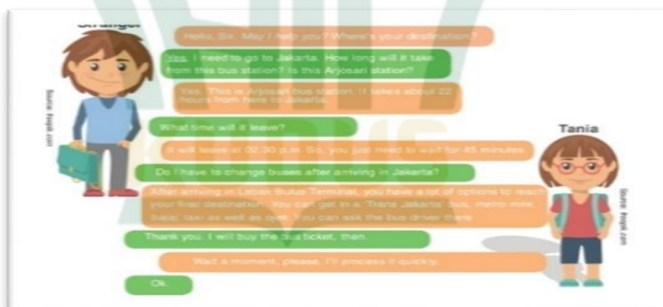 Stranger
Hello, Sir. May I help you? Where's your destination?
Yes, I need to go to Jakarta. How long will it take
from this bus station? Is this Arjosari station?
Yes. This is Arjosari bus station. It takes about 22
hours from here to Jakarta.
What time will it leave?
Tania
It will leave at 02.30 p.m. So, you just need to wait for 45 minutes.
Do I have to change buses after arriving in Jakarta?
After arriving in Lebak Bulus Terminal, you have a lot of options to reach
your final destination. You can get in a 'Trans Jakarta' bus, metro mini,
bajaj, taxi as well as ojek. You can ask the bus driver there.
Thank you. I will buy the bus ticket, then.
Wait a moment, please. I'll process it quickly.
Ok.
Source: freepik.com
Source: freepik.com